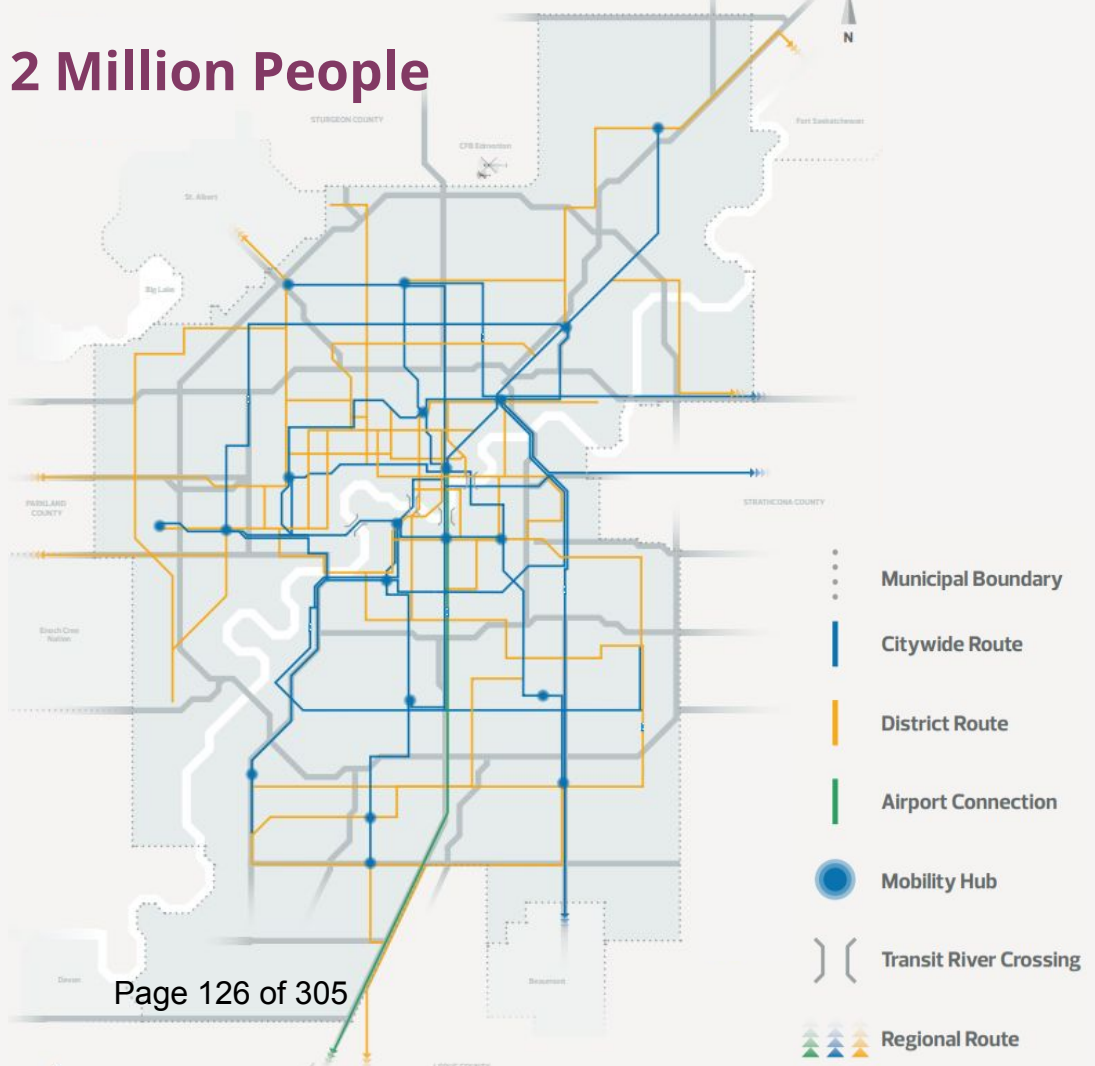 N
2 Million People
STURGEON COUNTY
Fort Saskatchewan
CFB Edmonton
St. Albert
Big Lake
PARKLAND
COUNTY
STRATHCONA COUNTY
Municipal Boundary
Citywide Route
Enoch Cree
Nation
District Route
Airport Connection
Mobility Hub
Transit River Crossing
Devon
Beaumont
Page 126 of 305
Regional Route